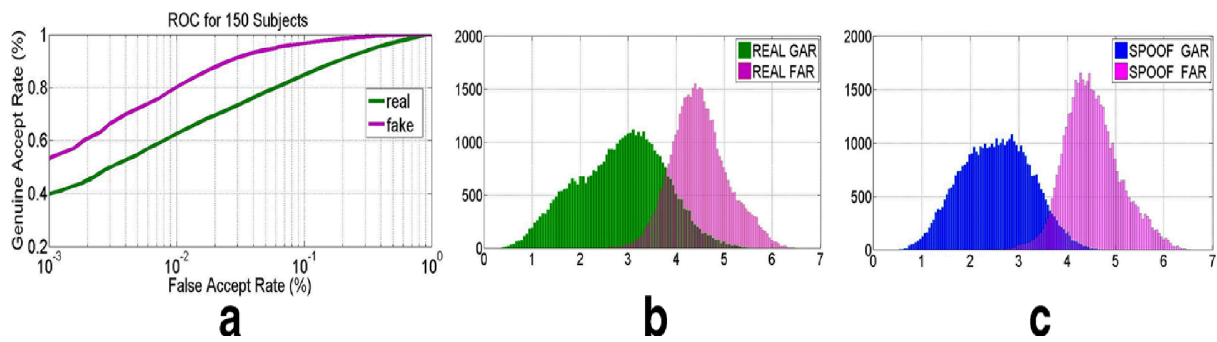 ROC for 150 Subjects
Genuine Accept Rate (%)
1
0.8
0.6
0.4
0.2
10⁻³
10⁻²
10⁻¹
10⁰
False Accept Rate (%)
real
fake
a
2000
1500
1000
500
0
0 1 2 3 4 5 6 7
REAL GAR
REAL FAR
b
2000
1500
1000
500
0
0 1 2 3 4 5 6 7
SPOOF GAR
SPOOF FAR
c